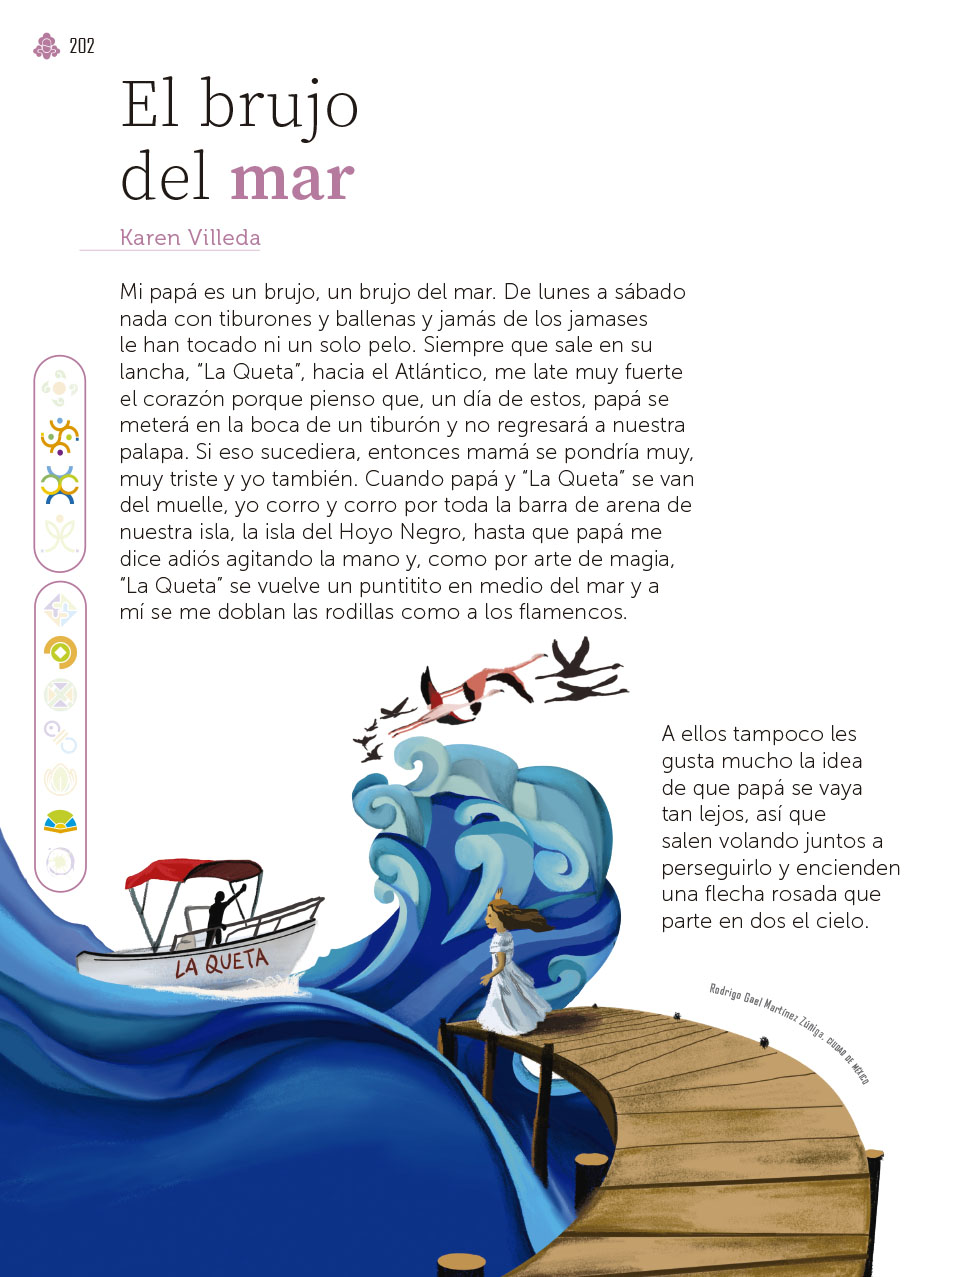 202
El brujo
del mar
Karen Villeda
Mi papá es un brujo, un brujo del mar. De lunes a sábado
nada con tiburones y ballenas y jamás de los jamases
le han tocado ni un solo pelo. Siempre que sale en su
lancha, “La Queta”, hacia el Atlántico, me late muy fuerte
el corazón porque pienso que, un día de estos, papá se
meterá en la boca de un tiburón y no regresará a nuestra
palapa. Si eso sucediera, entonces mamá se pondría muy,
muy triste y yo también. Cuando papá y “La Queta” se van
del muelle, yo corro y corro por toda la barra de arena de
nuestra isla, la isla del Hoyo Negro, hasta que papá me
dice adiós agitando la mano y, como por arte de magia,
“La Queta” se vuelve un puntitito en medio del mar y a
mí se me doblan las rodillas como a los flamencos.
A ellos tampoco les
gusta mucho la idea
de que papá se vaya
tan lejos, así que
salen volando juntos a
perseguirlo y encienden
una flecha rosada que
parte en dos el cielo.
LA QUETA
Rodrigo Gael Martínez Zúñiga, CIUDAD DE MÉXICO